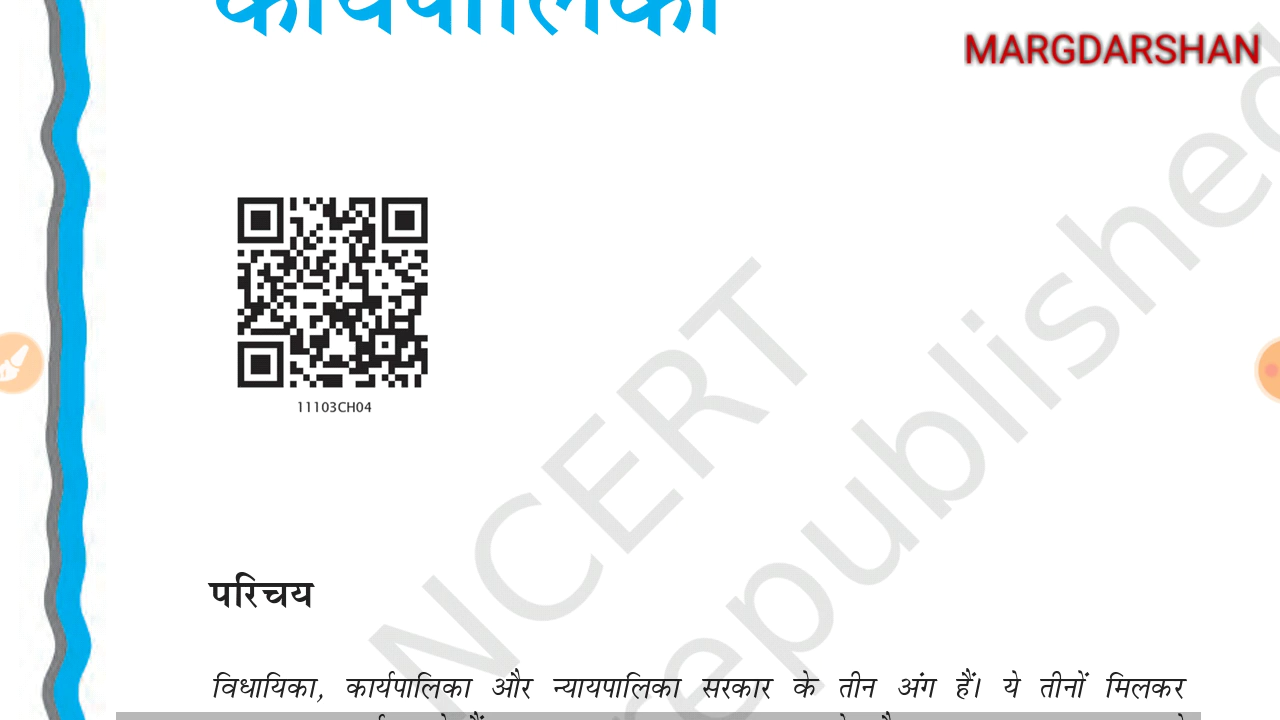 कार्यपालिका
MARGDARSHAN
11103CH04
NCERT
republished
परिचय
विधायिका, कार्यपालिका और न्यायपालिका सरकार के तीन अंग हैं। ये तीनों मिलकर